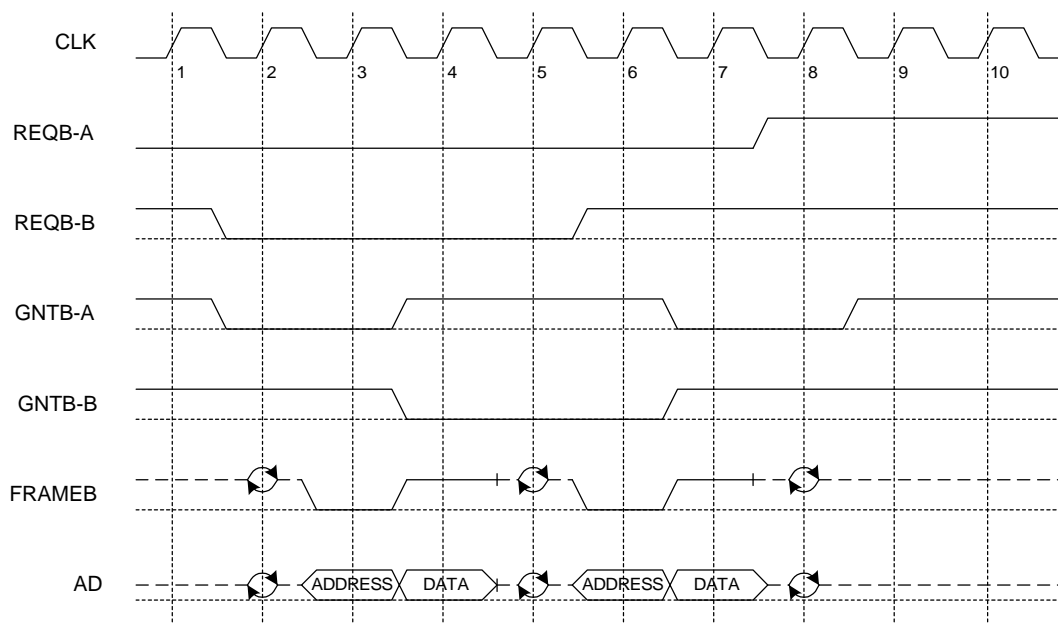 CLK
1 2 3 4 5 6 7 8 9 10
REQB-A
REQB-B
GNTB-A
GNTB-B
FRAMEB
AD
ADDRESS DATA ADDRESS DATA